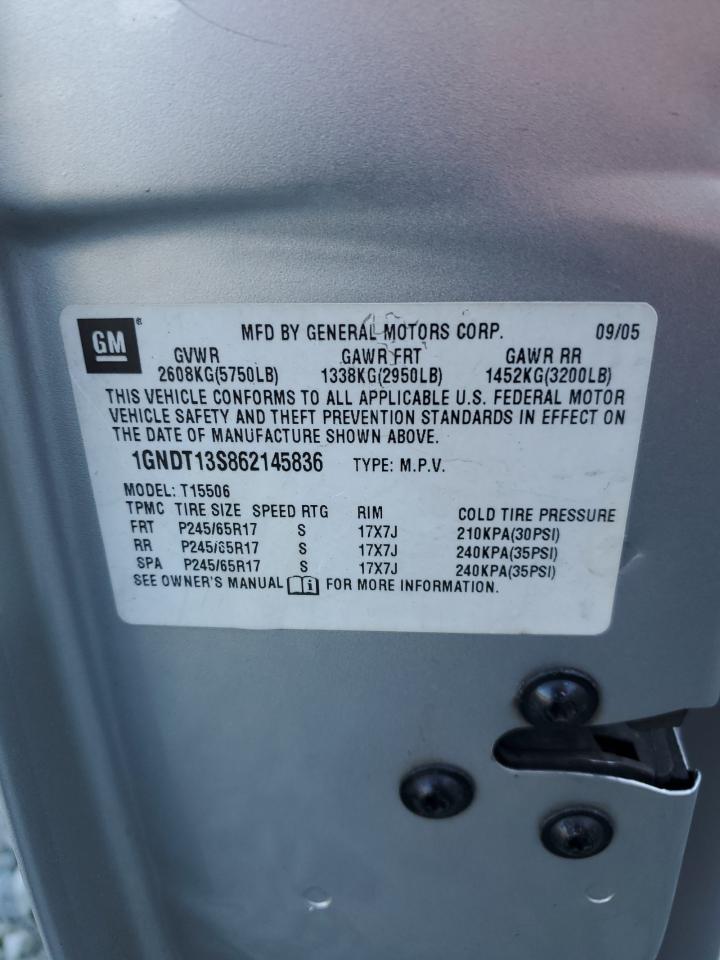 GM ®
MFD BY GENERAL MOTORS CORP. 09/05
GVWR GAWR FRT GAWR RR
2608KG(5750LB) 1338KG(2950LB) 1452KG(3200LB)
THIS VEHICLE CONFORMS TO ALL APPLICABLE U.S. FEDERAL MOTOR
VEHICLE SAFETY AND THEFT PREVENTION STANDARDS IN EFFECT ON
THE DATE OF MANUFACTURE SHOWN ABOVE.
1GNDT13S862145836 TYPE: M.P.V.
MODEL: T15506
TPMC TIRE SIZE SPEED RTG RIM COLD TIRE PRESSURE
FRT P245/65R17 S 17X7J 210KPA(30PSI)
RR P245/65R17 S 17X7J 240KPA(35PSI)
SPA P245/65R17 S 17X7J 240KPA(35PSI)
SEE OWNER'S MANUAL FOR MORE INFORMATION.